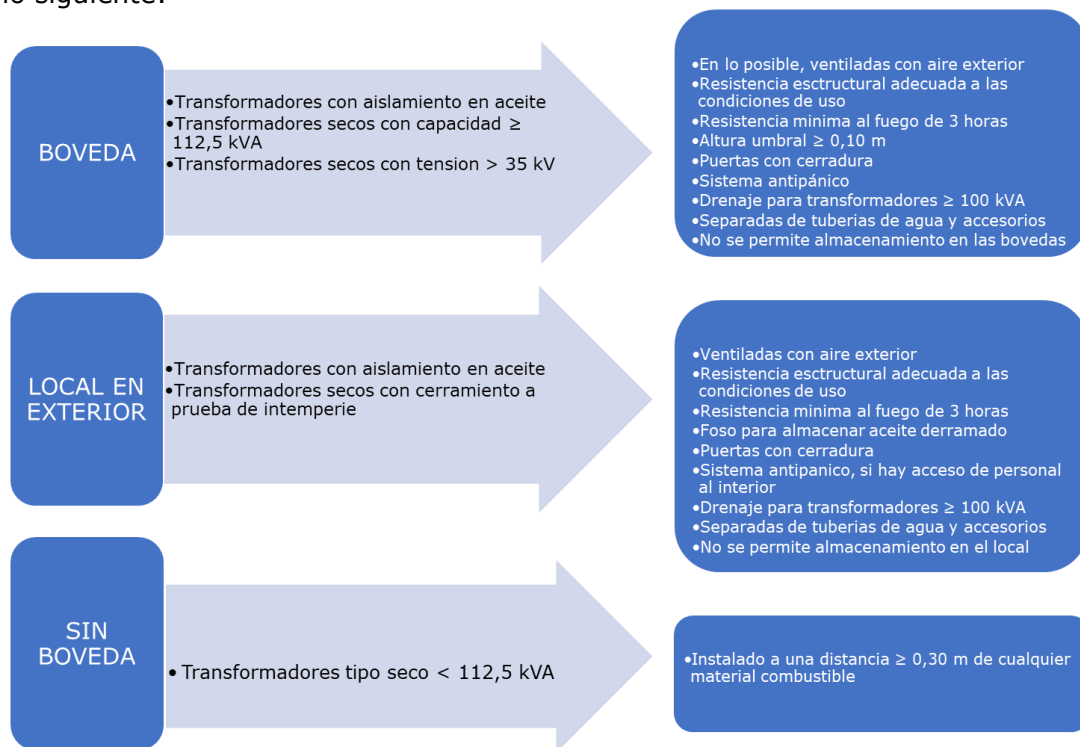 lo siguiente:
BOVEDA
•Transformadores con aislamiento en aceite
•Transformadores secos con capacidad ≥
112,5 kVA
•Transformadores secos con tension > 35 kV
•En lo posible, ventiladas con aire exterior
•Resistencia esctructural adecuada a las
condiciones de uso
•Resistencia minima al fuego de 3 horas
•Altura umbral ≥ 0,10 m
•Puertas con cerradura
•Sistema antipánico
•Drenaje para transformadores ≥ 100 kVA
•Separadas de tuberias de agua y accesorios
•No se permite almacenamiento en las bovedas
LOCAL EN
EXTERIOR
•Transformadores con aislamiento en aceite
•Transformadores secos con cerramiento a
prueba de intemperie
•Ventiladas con aire exterior
•Resistencia esctructural adecuada a las
condiciones de uso
•Resistencia minima al fuego de 3 horas
•Foso para almacenar aceite derramado
•Puertas con cerradura
•Sistema antipanico, si hay acceso de personal
al interior
•Drenaje para transformadores ≥ 100 kVA
•Separadas de tuberias de agua y accesorios
•No se permite almacenamiento en el local
SIN
BOVEDA
• Transformadores tipo seco < 112,5 kVA
•Instalado a una distancia ≥ 0,30 m de cualquier
material combustible